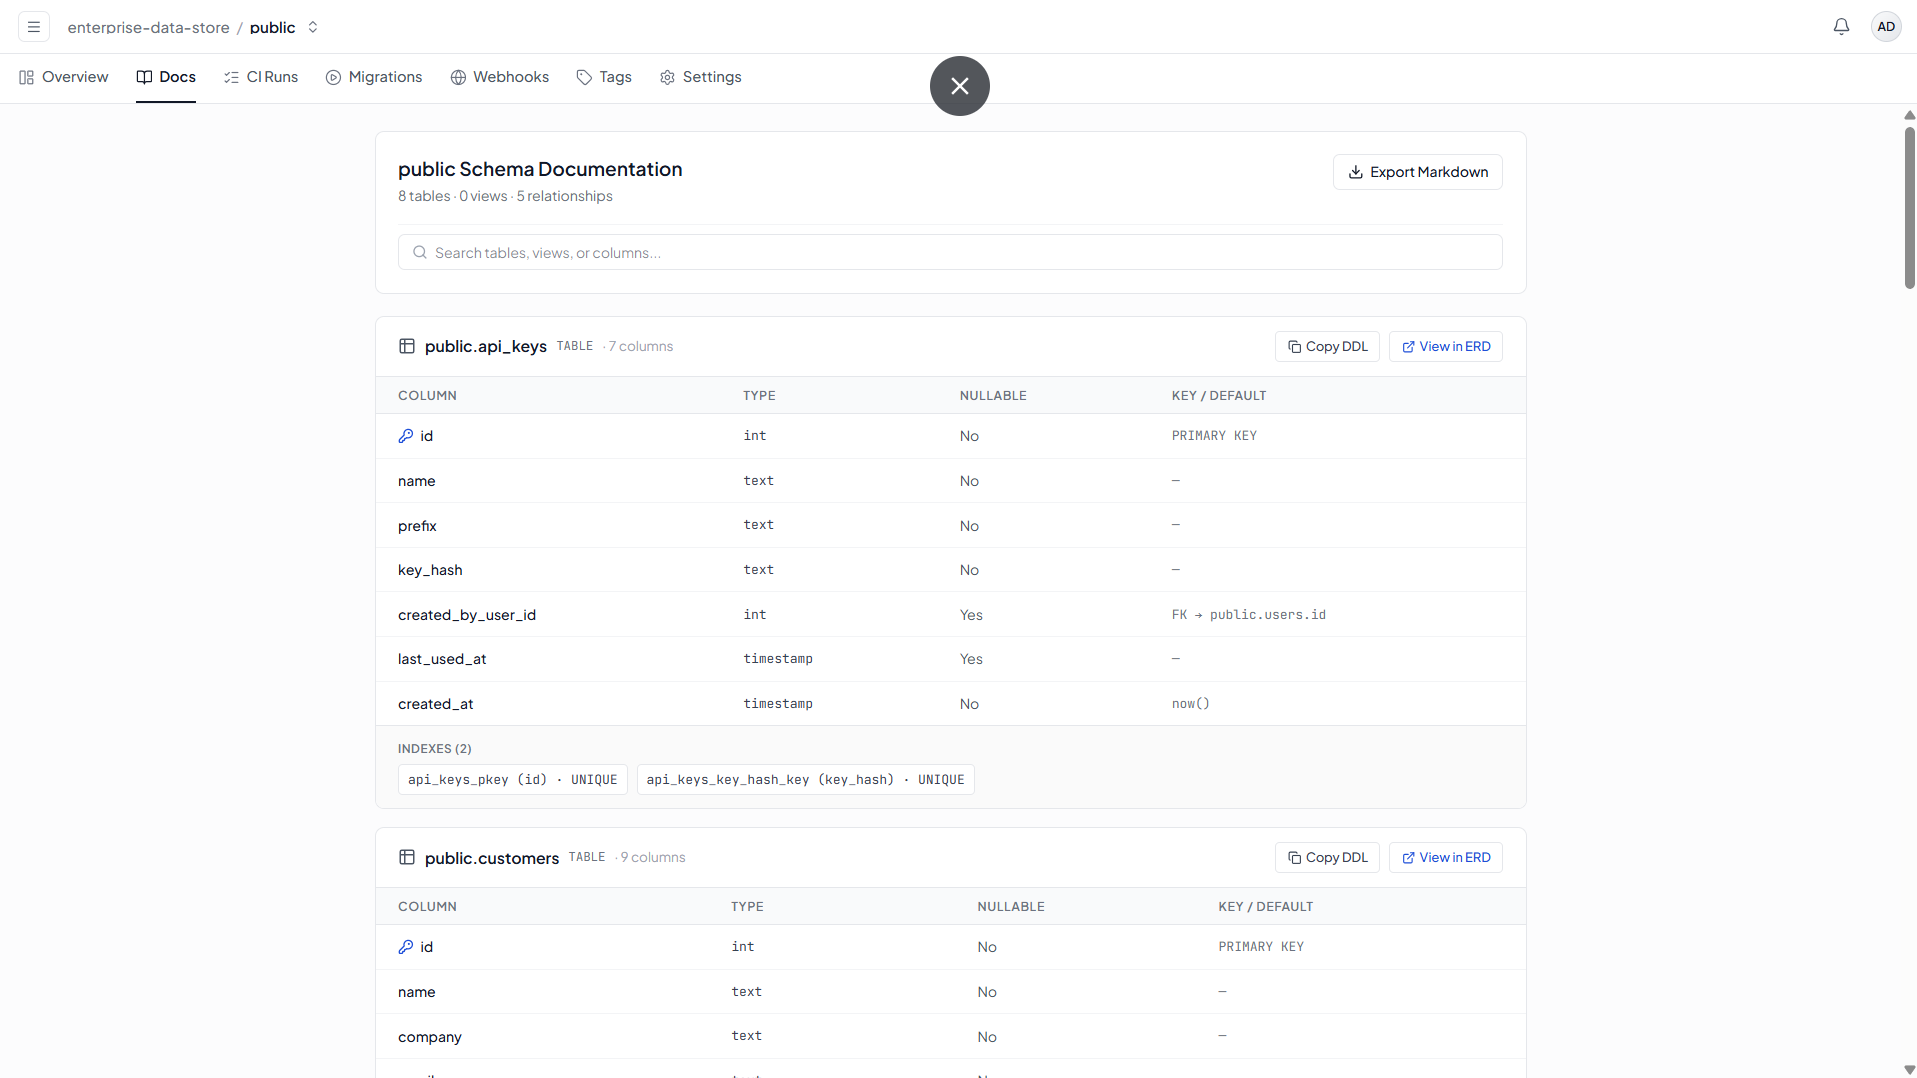 enterprise-data-store / public
AD
Overview Docs CI Runs Migrations Webhooks Tags Settings
public Schema Documentation
8 tables · 0 views · 5 relationships
Export Markdown
Search tables, views, or columns...
public.api_keys TABLE · 7 columns
Copy DDL View in ERD
COLUMN TYPE NULLABLE KEY / DEFAULT
id int No PRIMARY KEY
name text No —
prefix text No —
key_hash text No —
created_by_user_id int Yes FK → public.users.id
last_used_at timestamp Yes —
created_at timestamp No now()
INDEXES (2)
api_keys_pkey (id) · UNIQUE api_keys_key_hash_key (key_hash) · UNIQUE
public.customers TABLE · 9 columns
Copy DDL View in ERD
COLUMN TYPE NULLABLE KEY / DEFAULT
id int No PRIMARY KEY
name text No —
company text No —